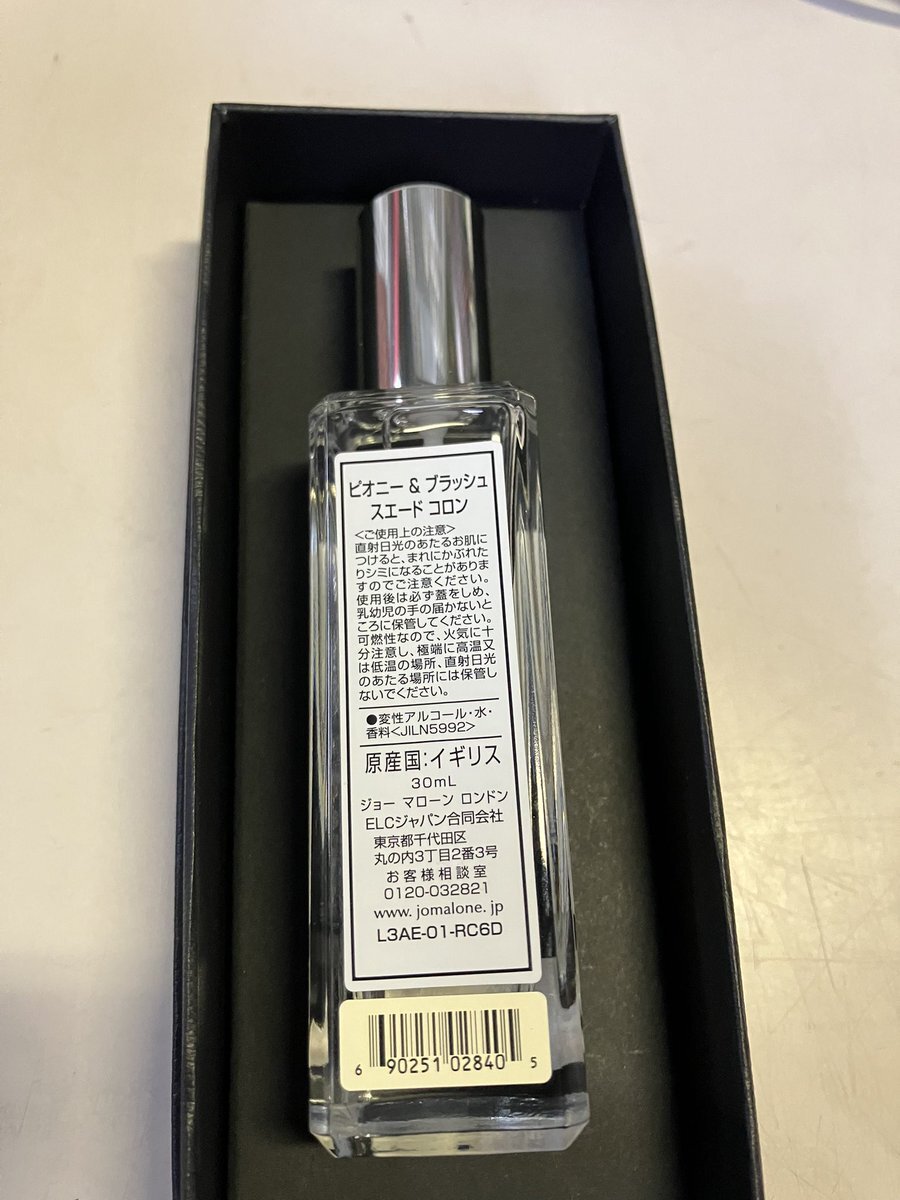 ピオニー & ブラッシュ
スエード コロン
<ご使用上の注意>
直射日光のあたるお肌に
つけると、まれにかぶれた
りシミになることがありま
すのでご注意ください。
使用後は必ず蓋をしめ、
乳幼児の手の届かないと
ころに保管してください。
可燃性なので、火気に十
分注意し、極端に高温又
は低温の場所、直射日光
のあたる場所には保管し
ないでください。
●変性アルコール・水・
香料<JILN5992>
原産国:イギリス
30mL
ジョー マローン ロンドン
ELCジャパン合同会社
東京都千代田区
丸の内3丁目2番3号
お客様相談室
0120-032821
www. jomalone. jp
L3AE-01-RC6D
6 90251 02840 5